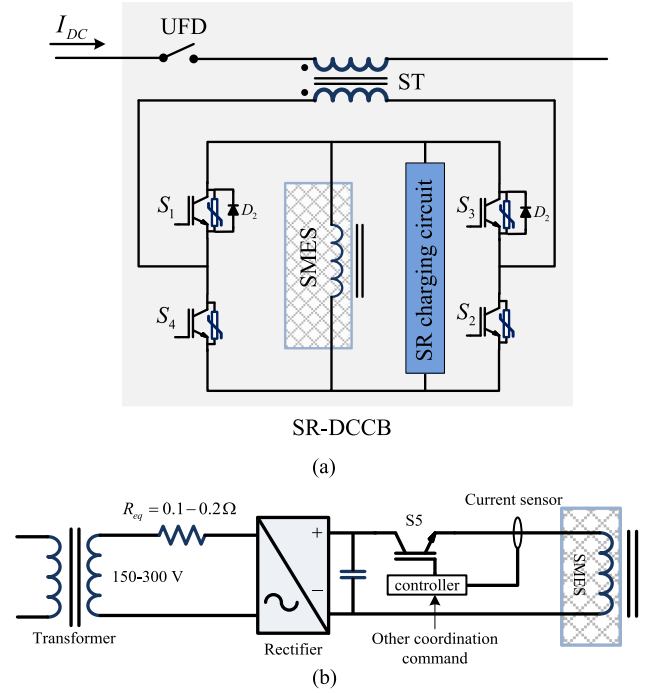 I_DC
UFD
ST
S_1
D_2
SMES
SR charging circuit
S_3
D_2
S_4
S_2
SR-DCCB
(a)
R_eq = 0.1−0.2Ω
150-300 V
Transformer
+
−
Rectifier
S5
Current sensor
controller
Other coordination
command
SMES
(b)